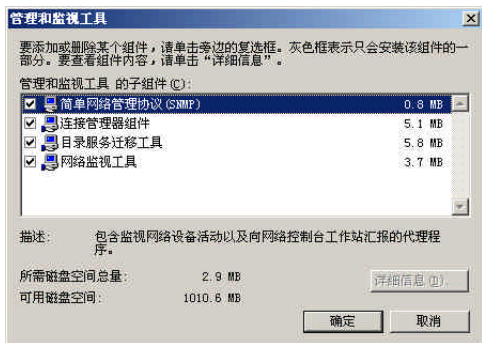 管理和监视工具
要添加或删除某个组件，请单击旁边的复选框。灰色框表示只会安装该组件的一
部分。要查看组件内容，请单击“详细信息”。
管理和监视工具 的子组件(C):
简单网络管理协议(SNMP) 0.8 MB
连接管理器组件 5.1 MB
目录服务迁移工具 5.8 MB
网络监视工具 3.7 MB
描述: 包含监视网络设备活动以及向网络控制台工作站汇报的代理程
序。
所需磁盘空间总量: 2.9 MB
详细信息(D)...
可用磁盘空间: 1010.6 MB
确定 取消